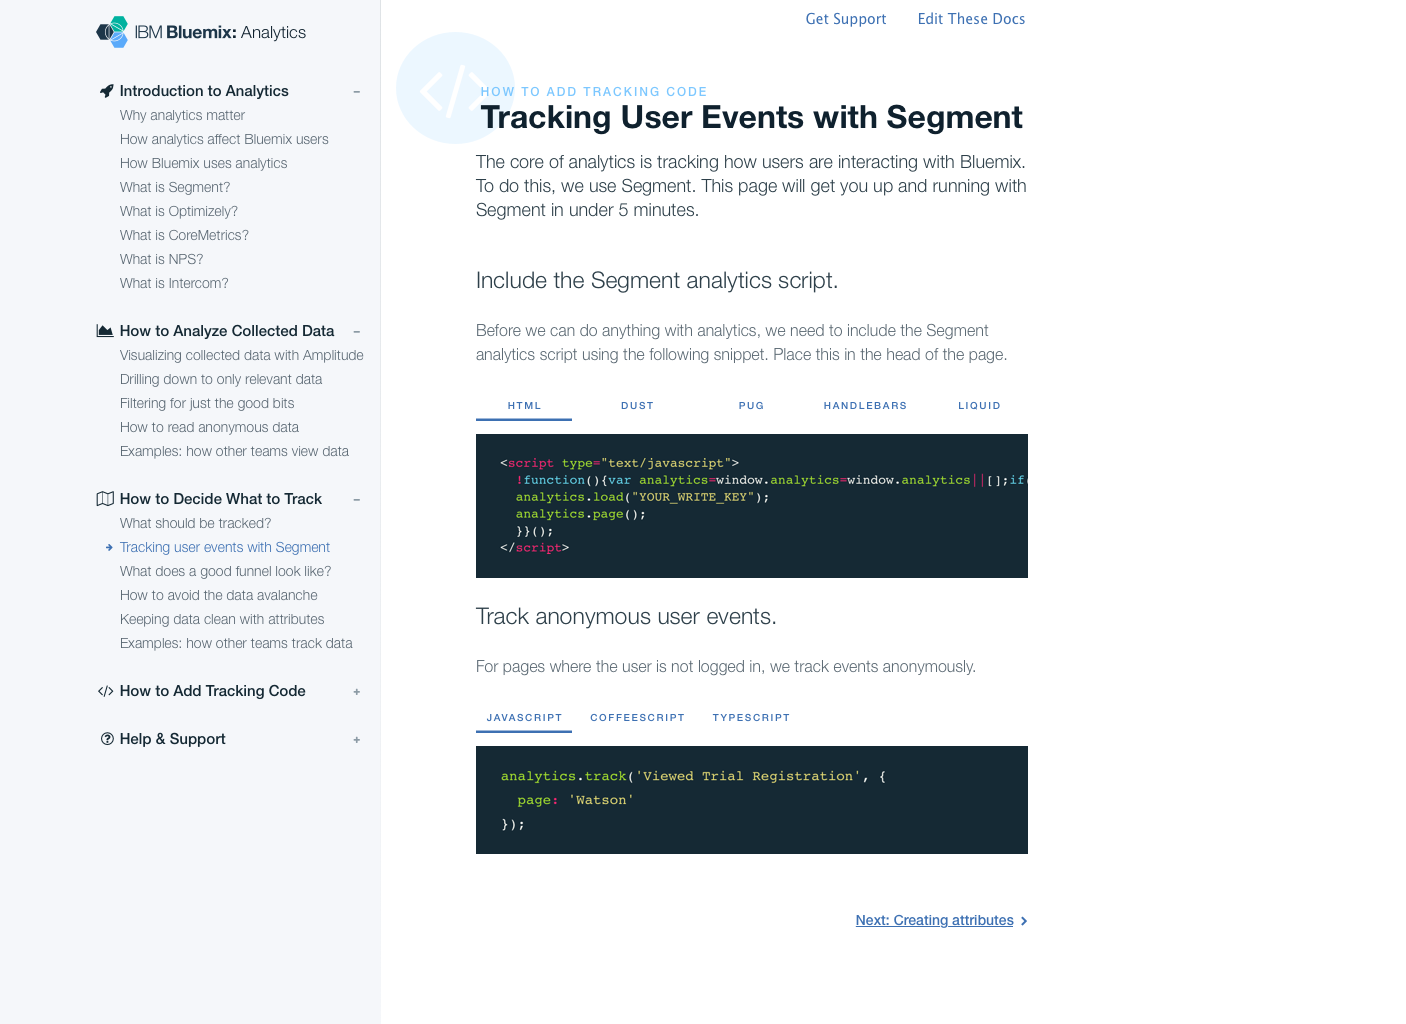 IBM Bluemix: Analytics
Introduction to Analytics –
Why analytics matter
How analytics affect Bluemix users
How Bluemix uses analytics
What is Segment?
What is Optimizely?
What is CoreMetrics?
What is NPS?
What is Intercom?
How to Analyze Collected Data –
Visualizing collected data with Amplitude
Drilling down to only relevant data
Filtering for just the good bits
How to read anonymous data
Examples: how other teams view data
How to Decide What to Track –
What should be tracked?
Tracking user events with Segment
What does a good funnel look like?
How to avoid the data avalanche
Keeping data clean with attributes
Examples: how other teams track data
</> How to Add Tracking Code +
Help & Support +
Get Support Edit These Docs
</>
HOW TO ADD TRACKING CODE
Tracking User Events with Segment
The core of analytics is tracking how users are interacting with Bluemix.
To do this, we use Segment. This page will get you up and running with
Segment in under 5 minutes.
Include the Segment analytics script.
Before we can do anything with analytics, we need to include the Segment
analytics script using the following snippet. Place this in the head of the page.
HTML DUST PUG HANDLEBARS LIQUID
<script type="text/javascript">
!function(){var analytics=window.analytics=window.analytics||[];if(
analytics.load("YOUR_WRITE_KEY");
analytics.page();
}}();
</script>
Track anonymous user events.
For pages where the user is not logged in, we track events anonymously.
JAVASCRIPT COFFEESCRIPT TYPESCRIPT
analytics.track('Viewed Trial Registration', {
page: 'Watson'
});
Next: Creating attributes